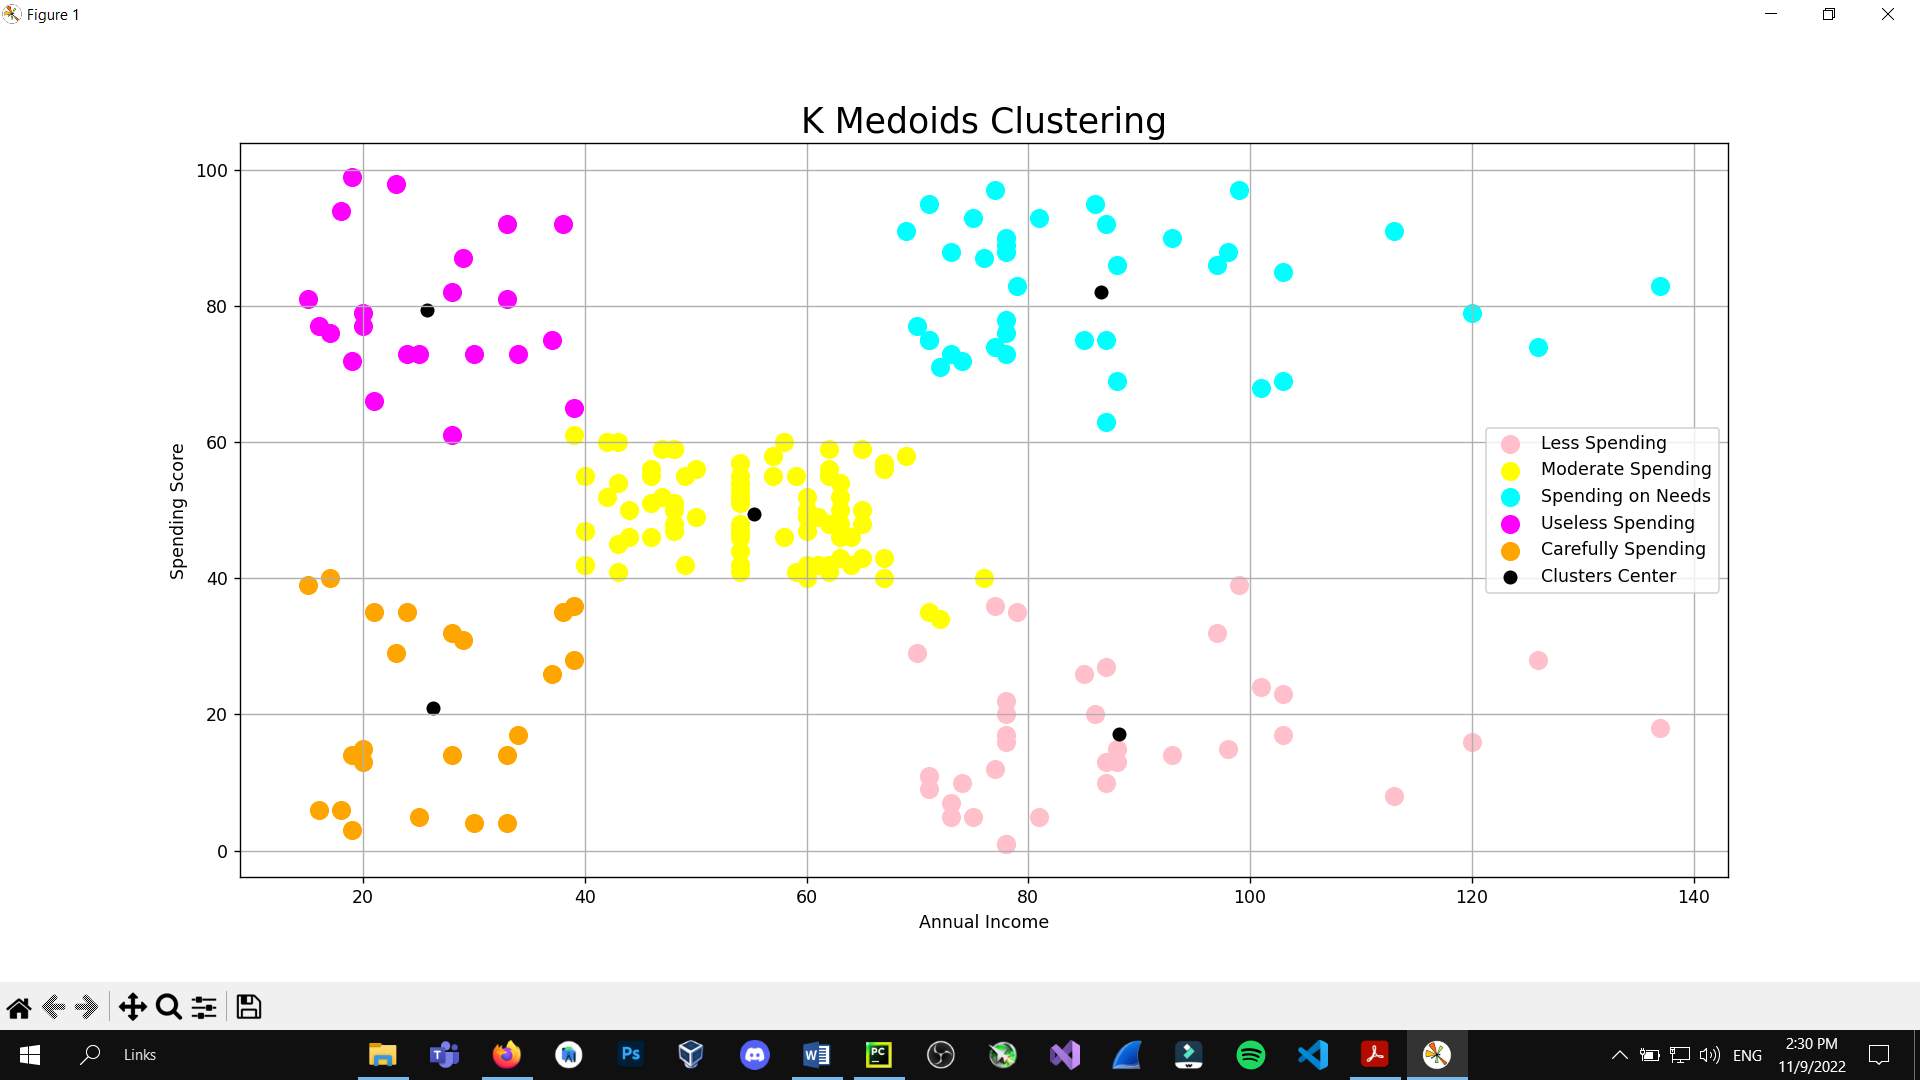 Figure 1
K Medoids Clustering
100
80
60
40
20
0
Spending Score
20 40 60 80 100 120 140
Annual Income
Less Spending
Moderate Spending
Spending on Needs
Useless Spending
Carefully Spending
Clusters Center
Links
Ps
W
PC
ENG
2:30 PM
11/9/2022